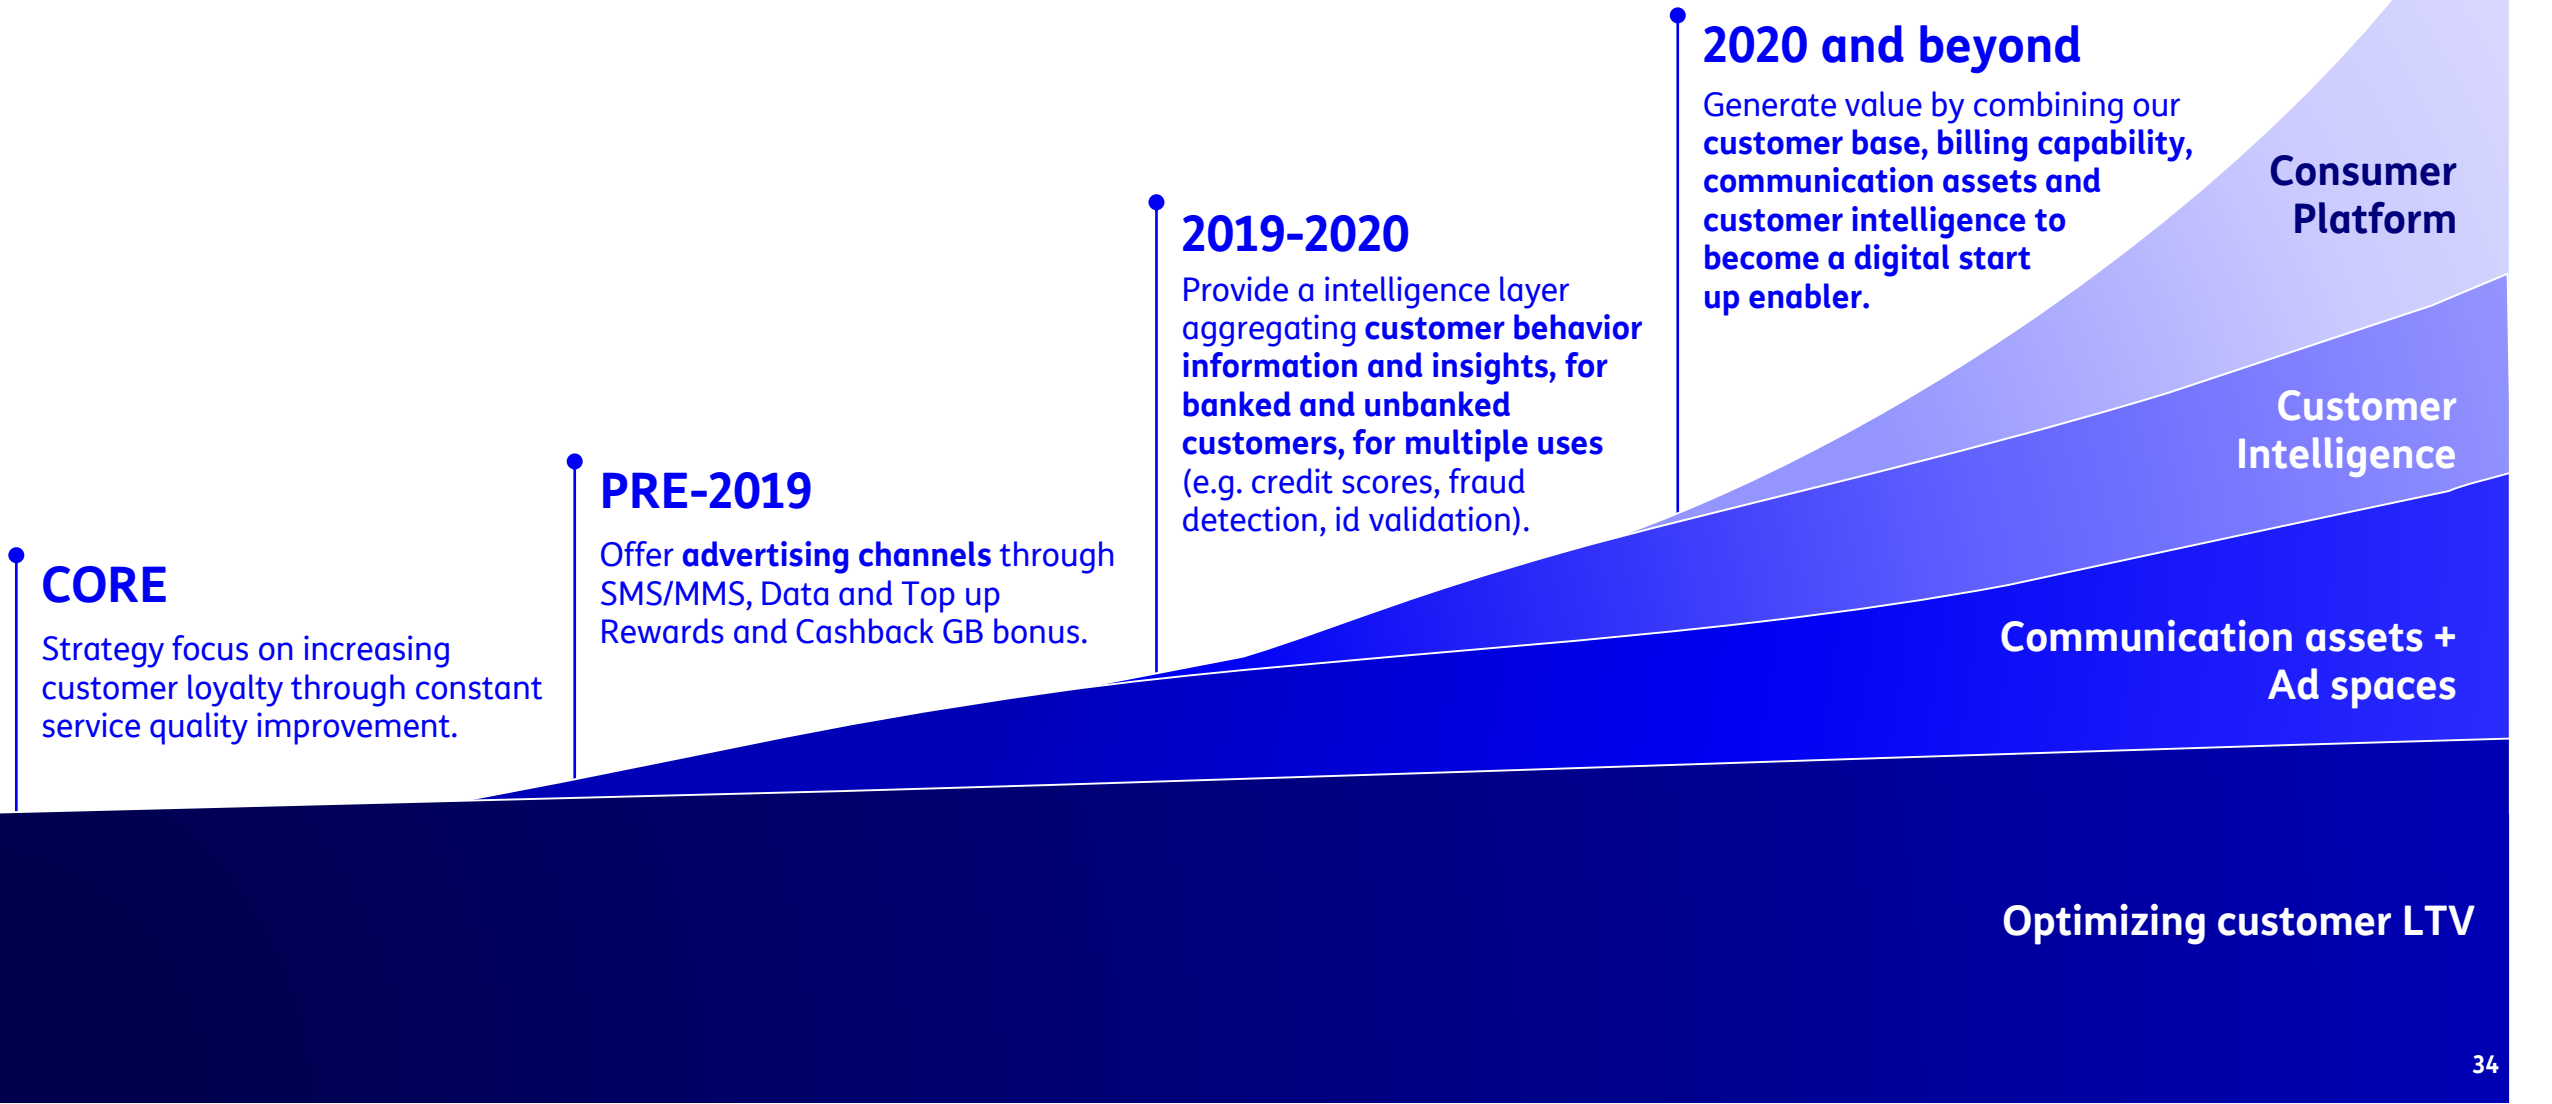 CORE
Strategy focus on increasing
customer loyalty through constant
service quality improvement.
PRE-2019
Offer advertising channels through
SMS/MMS, Data and Top up
Rewards and Cashback GB bonus.
2019-2020
Provide a intelligence layer
aggregating customer behavior
information and insights, for
banked and unbanked
customers, for multiple uses
(e.g. credit scores, fraud
detection, id validation).
2020 and beyond
Generate value by combining our
customer base, billing capability,
communication assets and
customer intelligence to
become a digital start
up enabler.
Consumer
Platform
Customer
Intelligence
Communication assets +
Ad spaces
Optimizing customer LTV
34